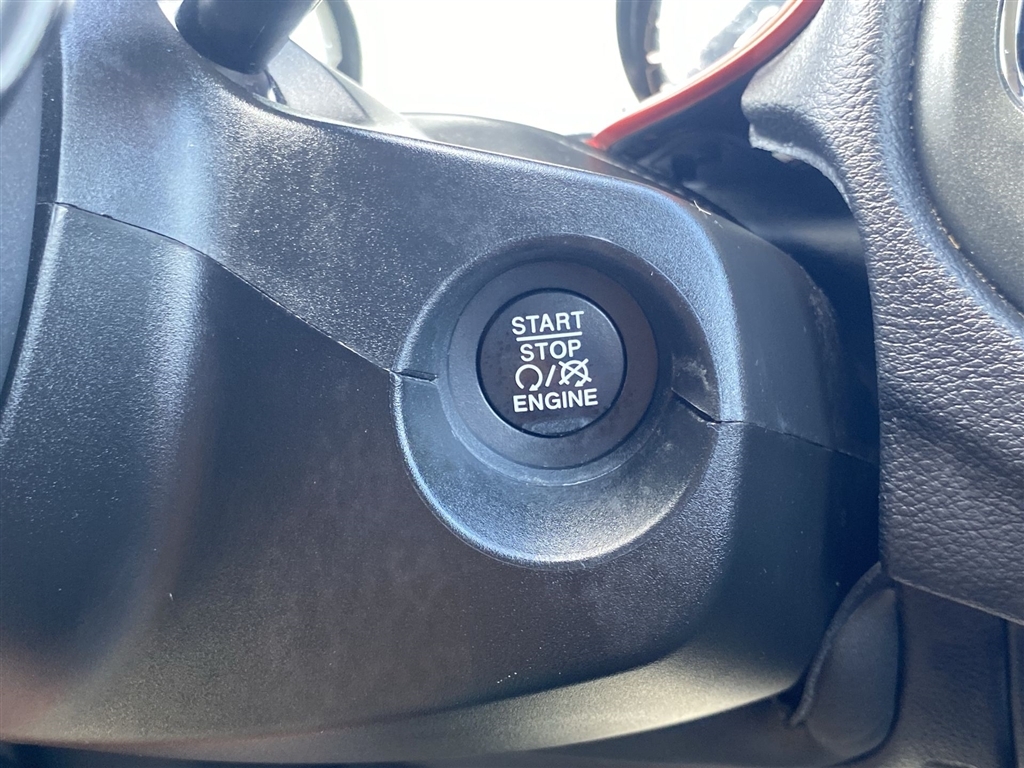 START
STOP
/
ENGINE